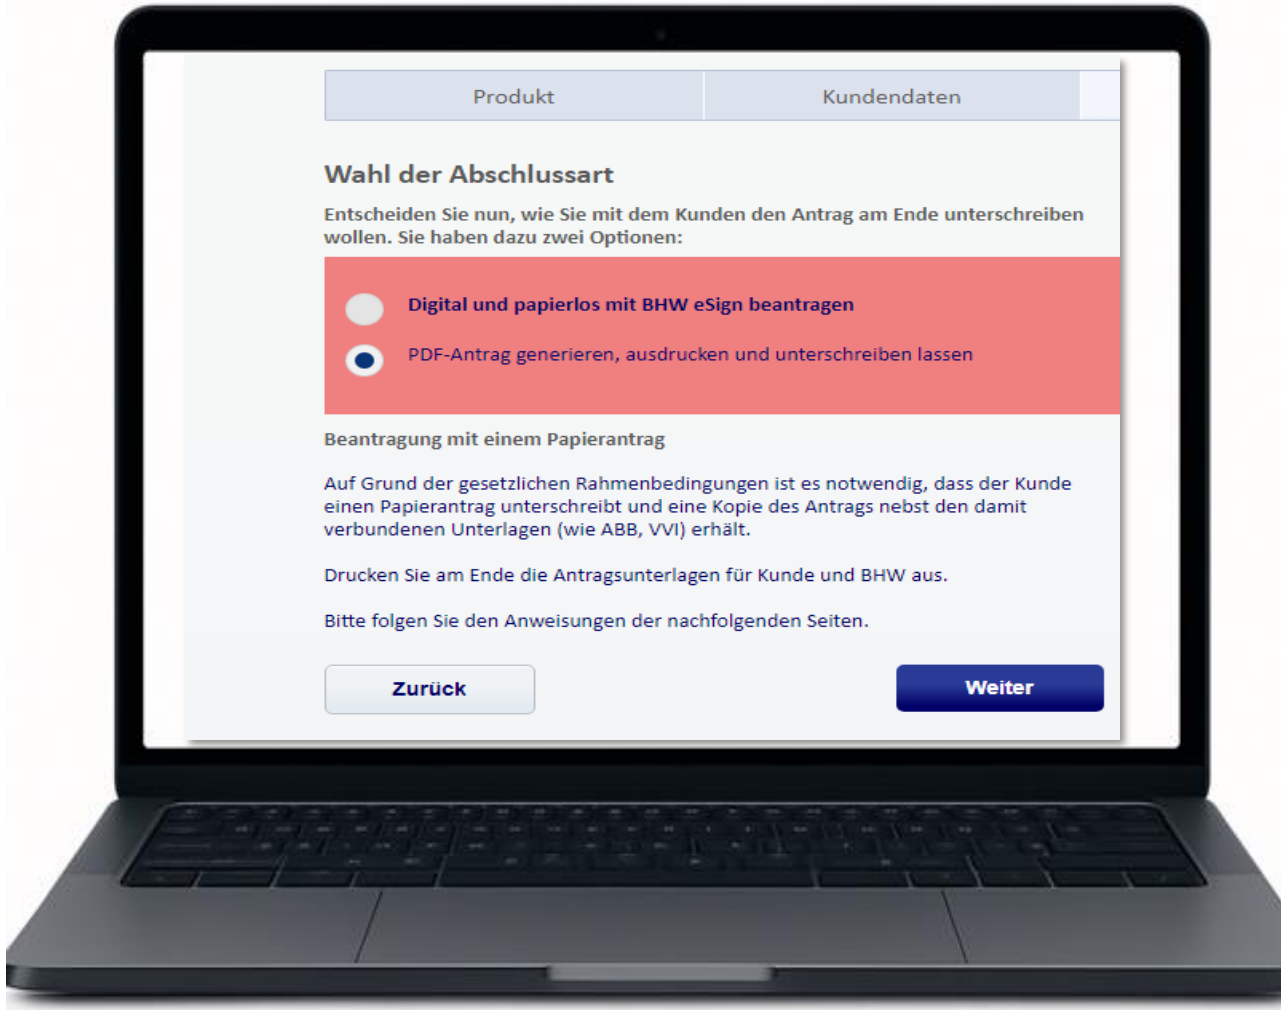 Produkt
Kundendaten
Wahl der Abschlussart
Entscheiden Sie nun, wie Sie mit dem Kunden den Antrag am Ende unterschreiben
wollen. Sie haben dazu zwei Optionen:
Digital und papierlos mit BHW eSign beantragen
PDF-Antrag generieren, ausdrucken und unterschreiben lassen
Beantragung mit einem Papierantrag
Auf Grund der gesetzlichen Rahmenbedingungen ist es notwendig, dass der Kunde
einen Papierantrag unterschreibt und eine Kopie des Antrags nebst den damit
verbundenen Unterlagen (wie ABB, VVI) erhält.
Drucken Sie am Ende die Antragsunterlagen für Kunde und BHW aus.
Bitte folgen Sie den Anweisungen der nachfolgenden Seiten.
Zurück
Weiter